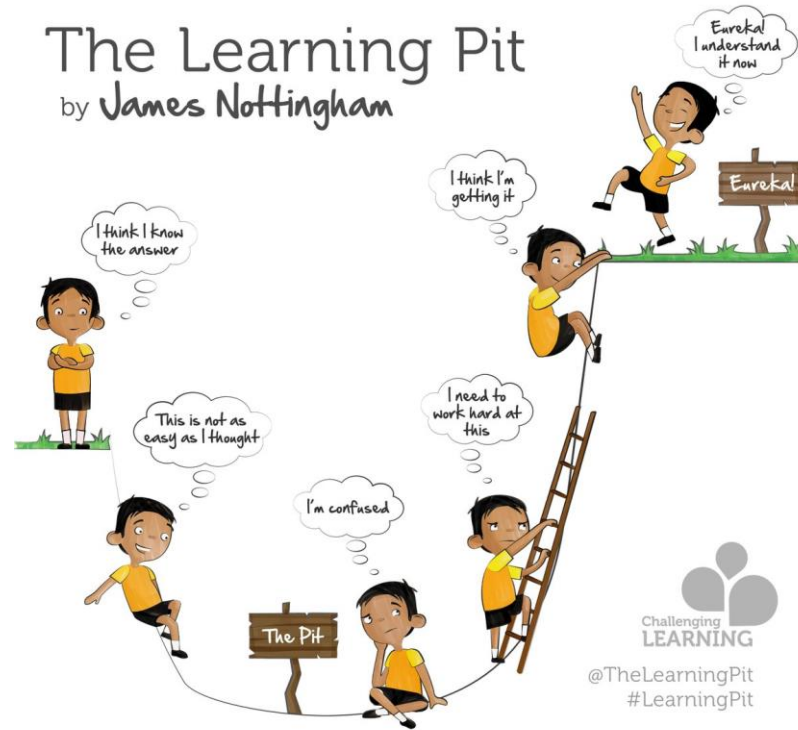 The Learning Pit
by James Nottingham
I think I know
the answer
This is not as
easy as I thought
The Pit
I'm confused
I need to
work hard at
this
I think I'm
getting it
Eureka!
I understand
it now
Eureka!
Challenging
LEARNING
@TheLearningPit
#LearningPit